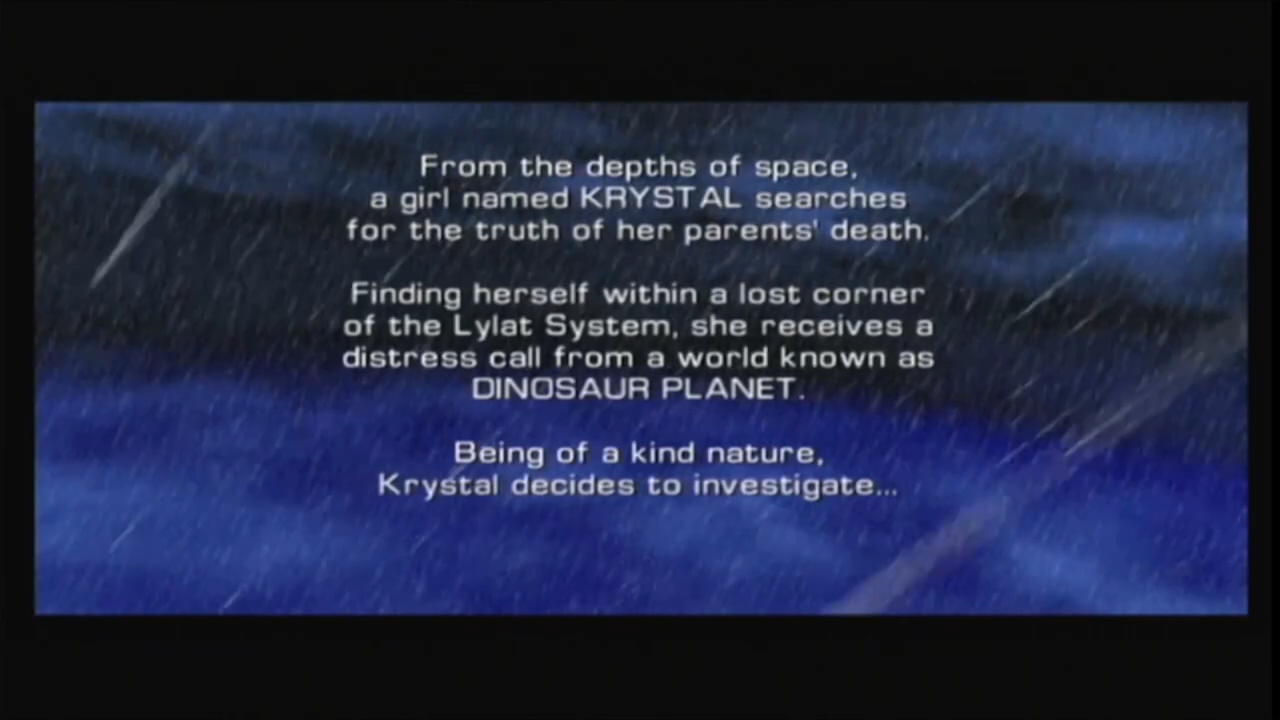 From the depths of space,
a girl named KRYSTAL searches
for the truth of her parents' death.
Finding herself within a lost corner
of the Lylat System, she receives a
distress call from a world known as
DINOSAUR PLANET.
Being of a kind nature,
Krystal decides to investigate...